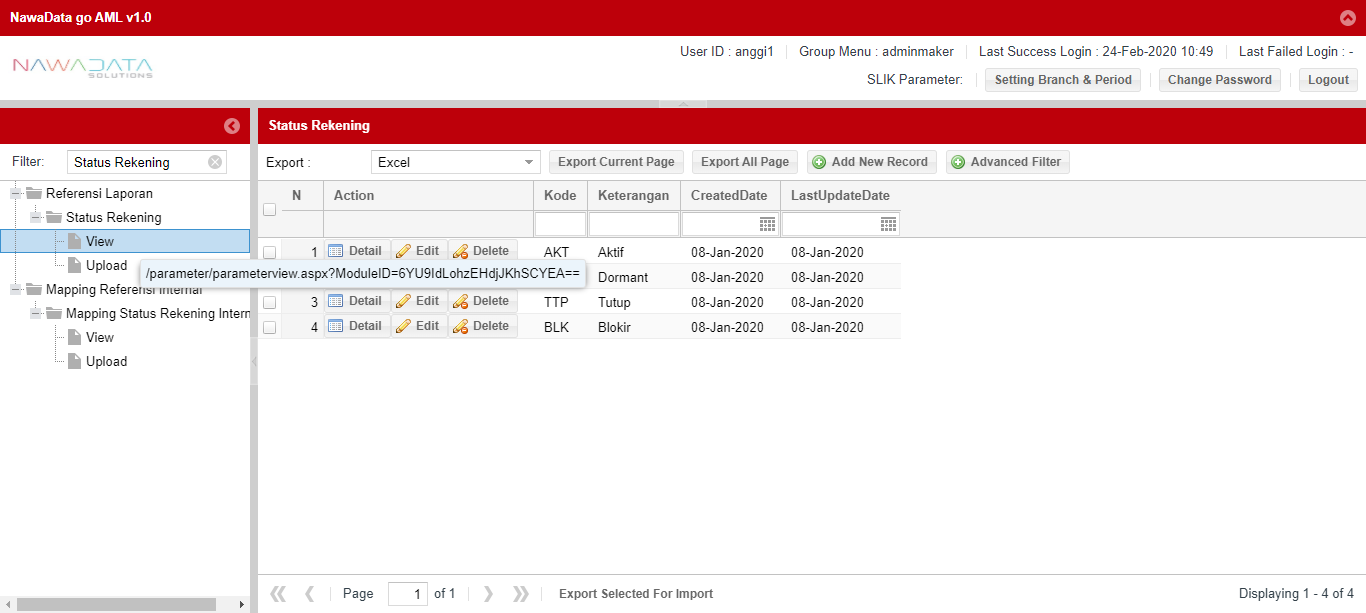 NawaData go AML v1.0
NAWADATA
SOLUTIONS
User ID : anggi1 Group Menu : adminmaker Last Success Login : 24-Feb-2020 10:49 Last Failed Login : -
SLIK Parameter: Setting Branch & Period Change Password Logout
Status Rekening
Filter: Status Rekening
Export : Excel Export Current Page Export All Page Add New Record Advanced Filter
Referensi Laporan
Status Rekening
View
Upload
Mapping Referensi Internal
Mapping Status Rekening Intern
View
Upload
/parameter/parameterview.aspx?ModuleID=6YU9IdLohzEHdjJKhSCYEA==
N Action Kode Keterangan CreatedDate LastUpdateDate
1 Detail Edit Delete AKT Aktif 08-Jan-2020 08-Jan-2020
Dormant 08-Jan-2020 08-Jan-2020
3 Detail Edit Delete TTP Tutup 08-Jan-2020 08-Jan-2020
4 Detail Edit Delete BLK Blokir 08-Jan-2020 08-Jan-2020
Page 1 of 1 Export Selected For Import Displaying 1 - 4 of 4